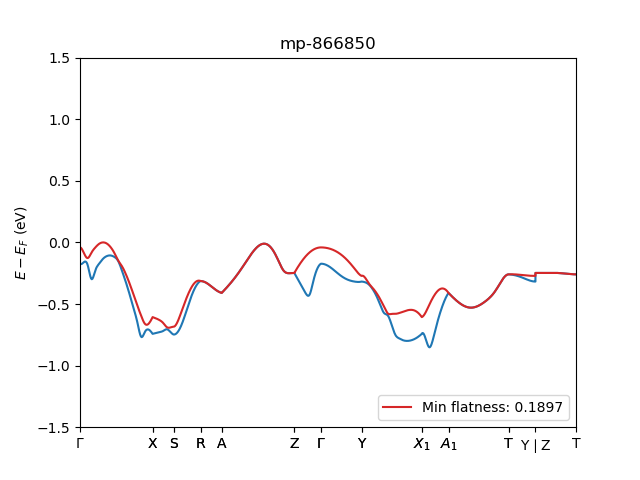 mp-866850
E − E_F (eV)
1.5
1.0
0.5
0.0
−0.5
−1.0
−1.5
Min flatness: 0.1897
Γ X S R A Z Γ Y X₁ A₁ T Y | Z T